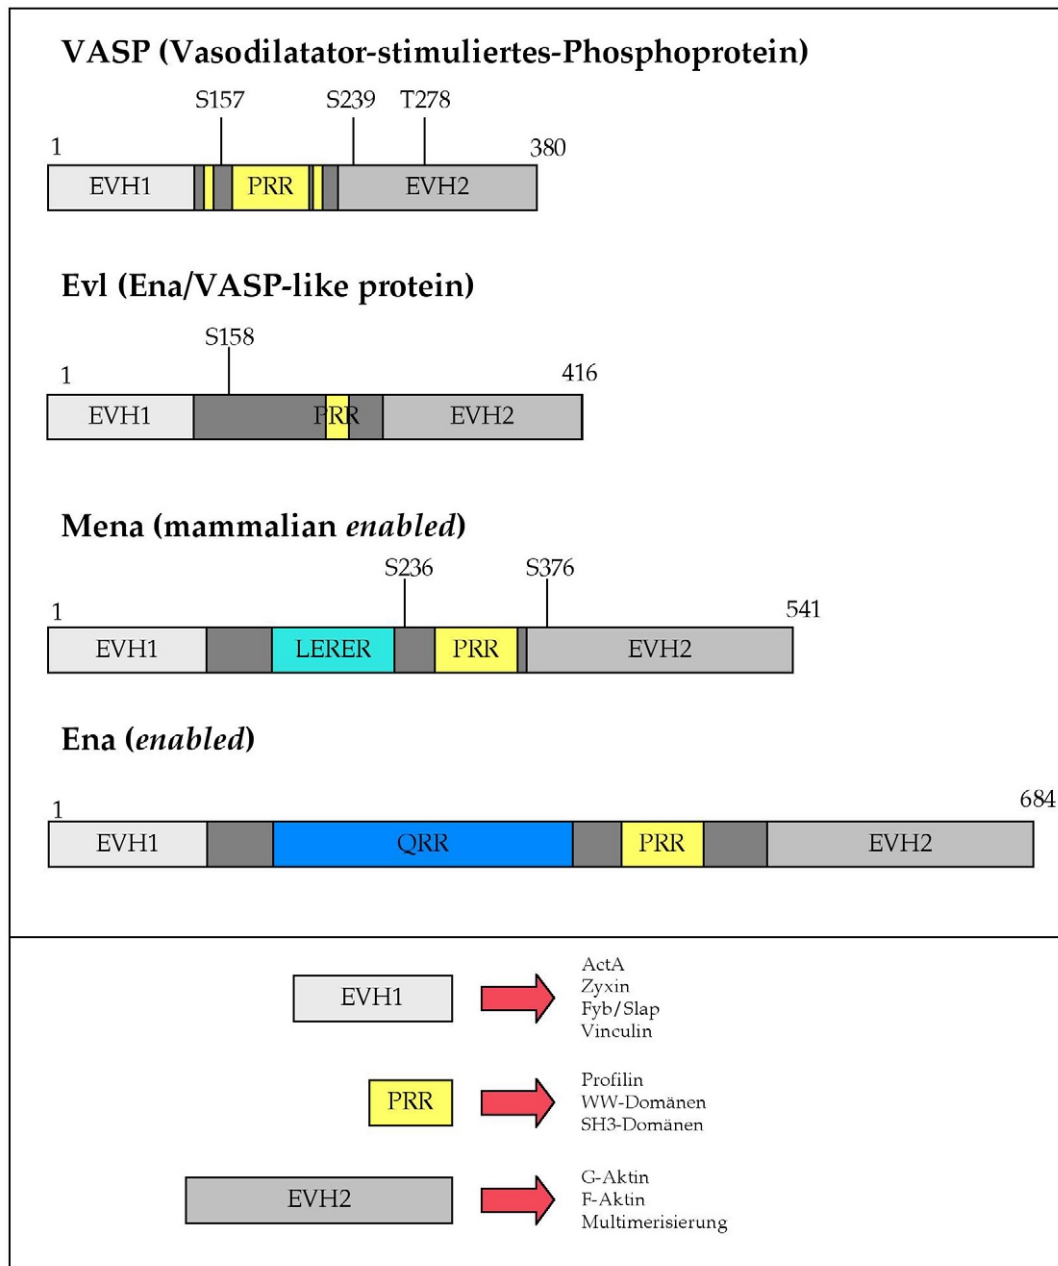 VASP (Vasodilatator-stimuliertes-Phosphoprotein)
S157 S239 T278
1 380
EVH1 PRR EVH2
Evl (Ena/VASP-like protein)
S158
1 416
EVH1 PRR EVH2
Mena (mammalian enabled)
S236 S376
1 541
EVH1 LERER PRR EVH2
Ena (enabled)
1 684
EVH1 QRR PRR EVH2
EVH1
ActA
Zyxin
Fyb/Slap
Vinculin
PRR
Profilin
WW-Domänen
SH3-Domänen
EVH2
G-Aktin
F-Aktin
Multimerisierung